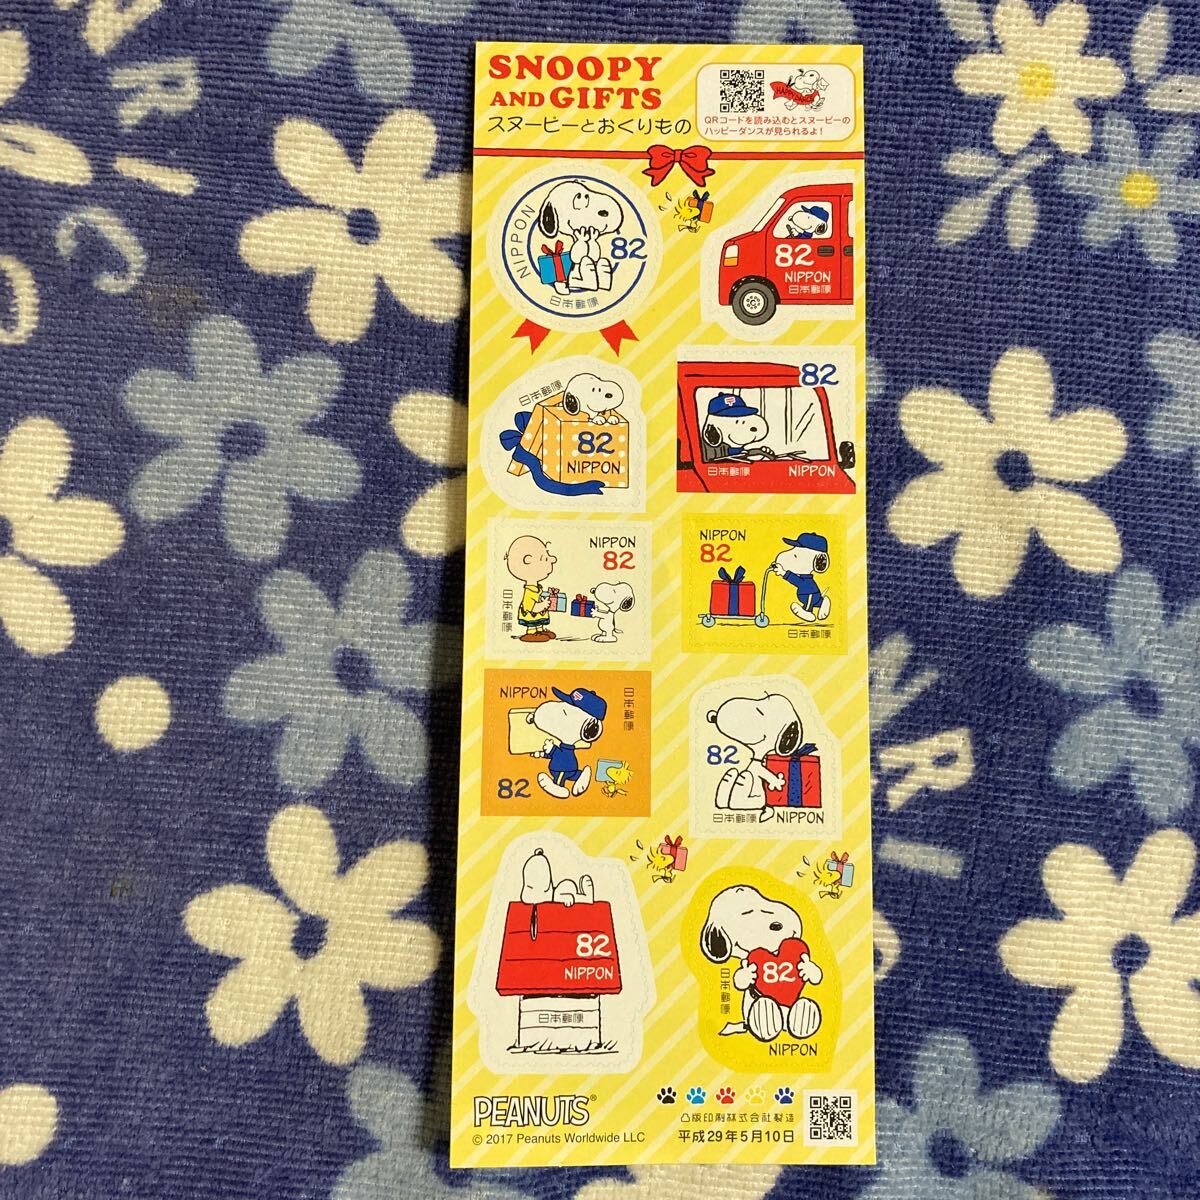 SNOOPY
AND GIFTS
スヌーピーとおくりもの
HAPPY DANCE
QRコードを読み込むとスヌーピーの
ハッピーダンスが見られるよ!
NIPPON
82
日本郵便
82
NIPPON
日本郵便
日本郵便
82
NIPPON
82
日本郵便
NIPPON
NIPPON
82
日本郵便
NIPPON
82
日本郵便
NIPPON
日本郵便
82
82
日本郵便
NIPPON
82
NIPPON
日本郵便
82
日本郵便
NIPPON
PEANUTS®
© 2017 Peanuts Worldwide LLC
凸版印刷株式会社製造
平成29年5月10日